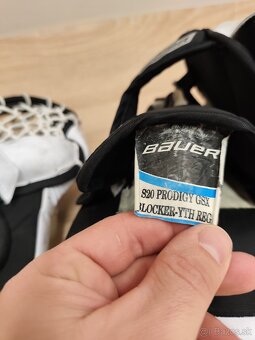 BAUER
S20 PRODIGY GSX
BLOCKER-YTH REG